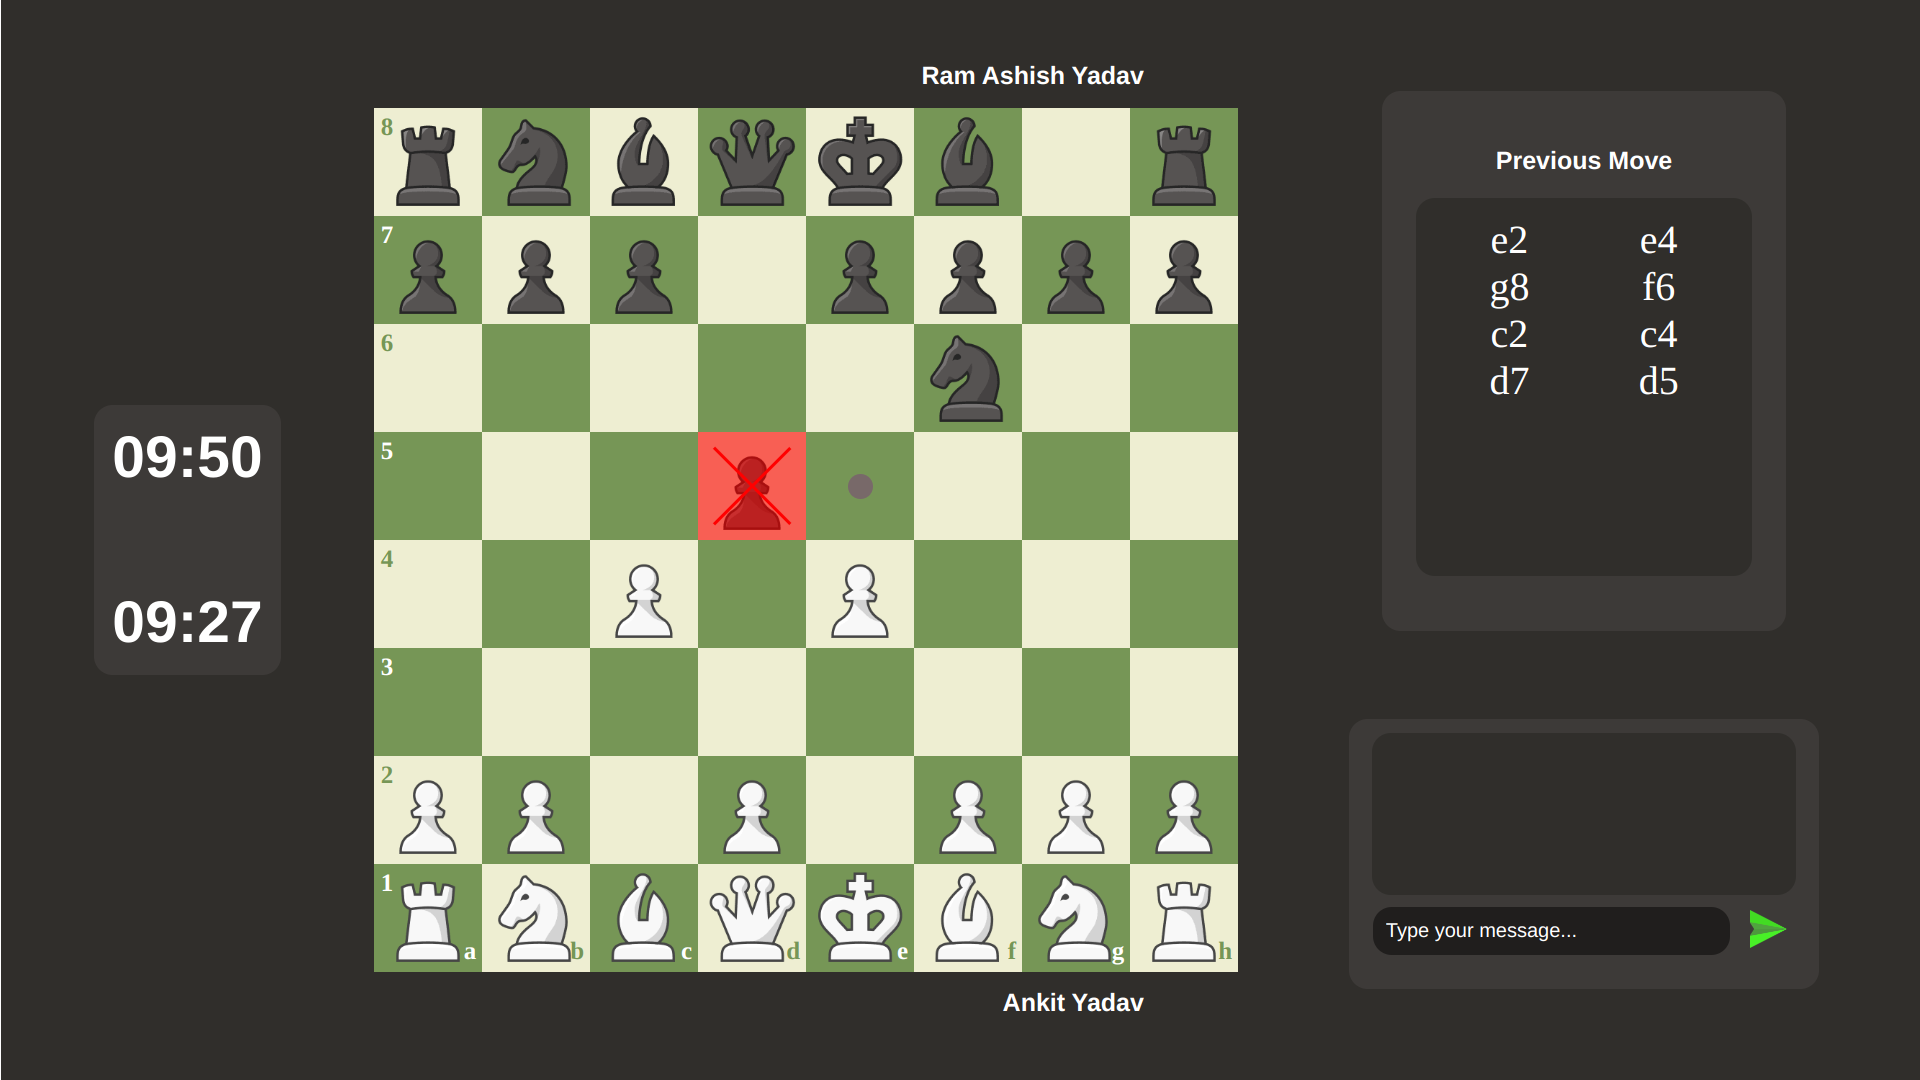 Ram Ashish Yadav
8
7
6
5
4
3
2
1
a b c d e f g h
Ankit Yadav
09:50
09:27
Previous Move
e2 e4
g8 f6
c2 c4
d7 d5
Type your message...